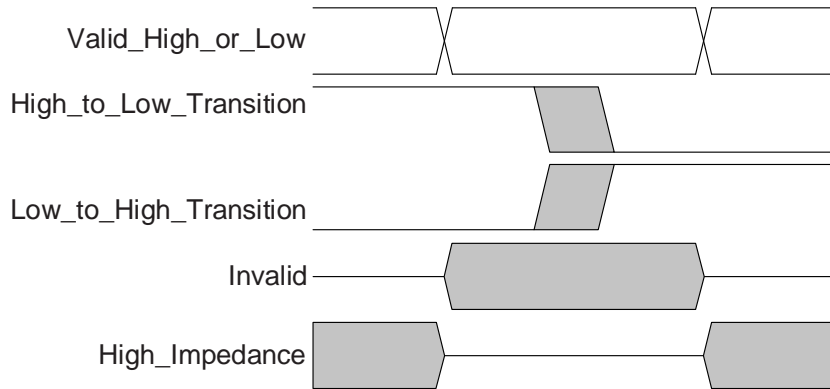 Valid_High_or_Low
High_to_Low_Transition
Low_to_High_Transition
Invalid
High_Impedance